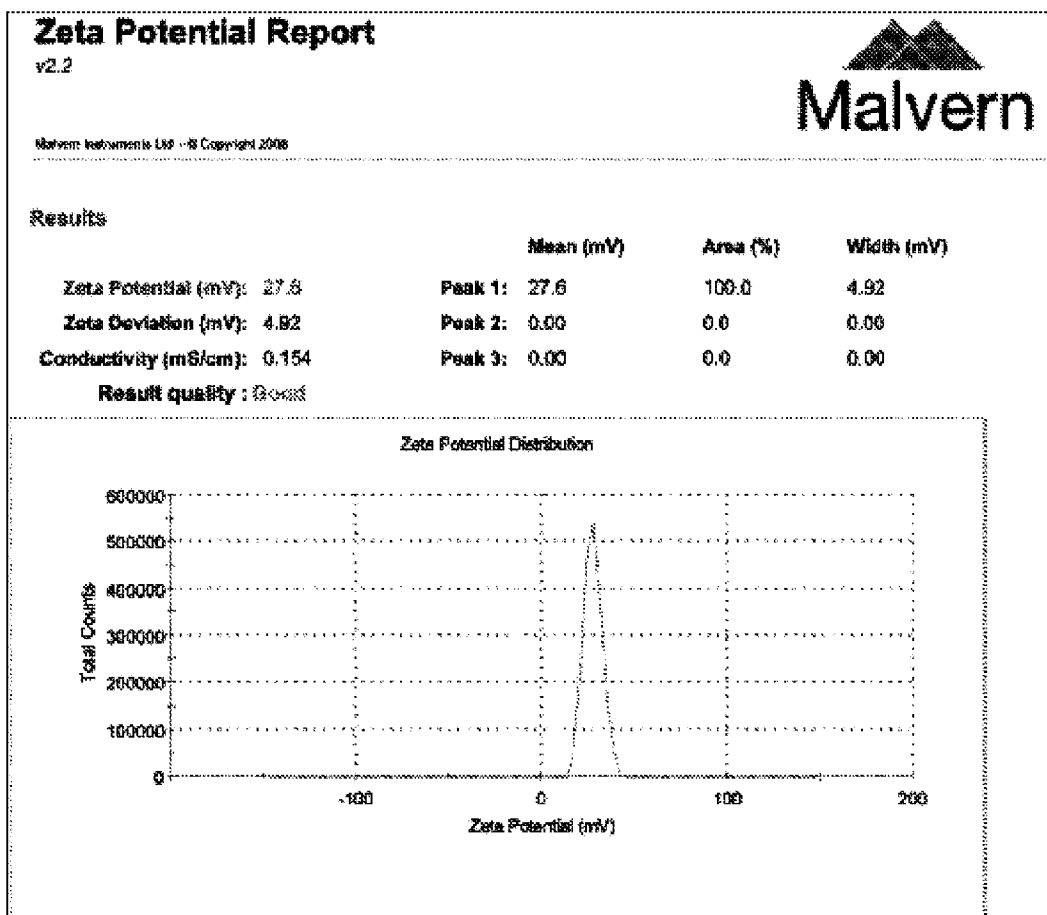 Zeta Potential Report
v2.2
Malvern
Malvern Instruments Ltd - © Copyright 2008
Results
Mean (mV) Area (%) Width (mV)
Zeta Potential (mV): 27.6 Peak 1: 27.6 100.0 4.92
Zeta Deviation (mV): 4.92 Peak 2: 0.00 0.0 0.00
Conductivity (mS/cm): 0.154 Peak 3: 0.00 0.0 0.00
Result quality : Good
Zeta Potential Distribution
600000
500000
400000
300000
200000
100000
0
Total Counts
-100 0 100 200
Zeta Potential (mV)